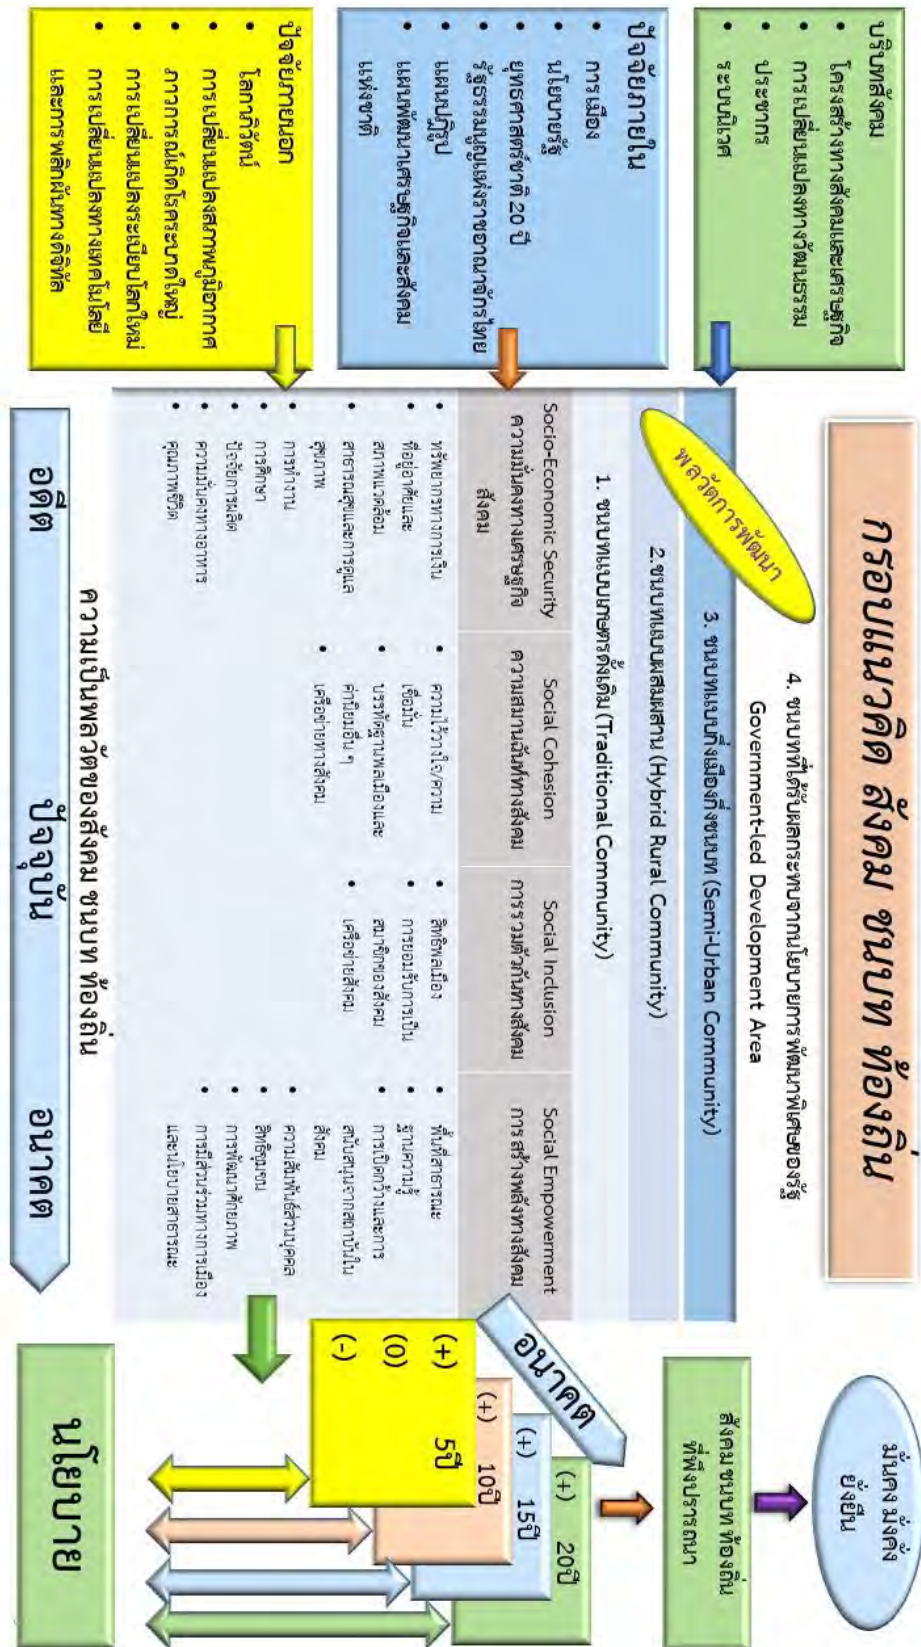 กรอบแนวคิด สังคม ชนบท ท้องถิ่น
บริบทสังคม
• โครงสร้างทางสังคมและเศรษฐกิจ
• การเปลี่ยนแปลงทางวัฒนธรรม
• ประชากร
• ระบบนิเวศ
ปัจจัยภายใน
• การเมือง
• นโยบายรัฐ
• ยุทธศาสตร์ชาติ 20 ปี
• รัฐธรรมนูญแห่งราชอาณาจักรไทย
• แผนปฏิรูป
• แผนพัฒนาเศรษฐกิจและสังคม
แห่งชาติ
ปัจจัยภายนอก
• โลกาภิวัตน์
• การเปลี่ยนแปลงสภาพภูมิอากาศ
• ภาวการณ์เกิดโรคระบาดใหญ่
• การเปลี่ยนแปลงระเบียบโลกใหม่
• การเปลี่ยนแปลงทางเทคโนโลยี
และการพลิกผันทางดิจิทัล
พลวัตการพัฒนา
4. ชนบทที่ได้รับผลกระทบจากนโยบายการพัฒนาพิเศษของรัฐ
Government-led Development Area
3. ชนบทแบบกึ่งเมืองกึ่งชนบท (Semi-Urban Community)
2.ชนบทแบบผสมผสาน (Hybrid Rural Community)
1. ชนบทแบบเกษตรดั้งเดิม (Traditional Community)
Socio-Economic Security
ความมั่นคงทางเศรษฐกิจ
สังคม
• ทรัพยากรทางการเงิน
• ที่อยู่อาศัยและ
สภาพแวดล้อม
• สาธารณสุขและการดูแล
สุขภาพ
• การทำงาน
• การศึกษา
• ปัจจัยการผลิต
• ความมั่นคงทางอาหาร
• คุณภาพชีวิต
Social Cohesion
ความสมานฉันท์ทางสังคม
• ความไว้วางใจ/ความ
เชื่อมั่น
• บรรทัดฐานพลเมืองและ
ค่านิยมอื่น ๆ
• เครือข่ายทางสังคม
Social Inclusion
การรวมตัวกันทางสังคม
• สิทธิพลเมือง
• การยอมรับการเป็น
สมาชิกของสังคม
• เครือข่ายสังคม
Social Empowerment
การสร้างพลังทางสังคม
• พื้นที่สาธารณะ
• ฐานความรู้
• การเปิดกว้างและการ
สนับสนุนจากสถาบันใน
สังคม
• ความสัมพันธ์ส่วนบุคคล
• สิทธิชุมชน
• การพัฒนาศักยภาพ
• การมีส่วนร่วมทางการเมือง
และนโยบายสาธารณะ
ความเป็นพลวัตของสังคม ชนบท ท้องถิ่น
อดีต
ปัจจุบัน
อนาคต
มั่นคง มั่งคั่ง
ยั่งยืน
สังคม ชนบท ท้องถิ่น
ที่พึงปรารถนา
อนาคต
(+) 20ปี
(+) 15ปี
(+) 10ปี
(+) 5ปี
(0)
(-)
นโยบาย